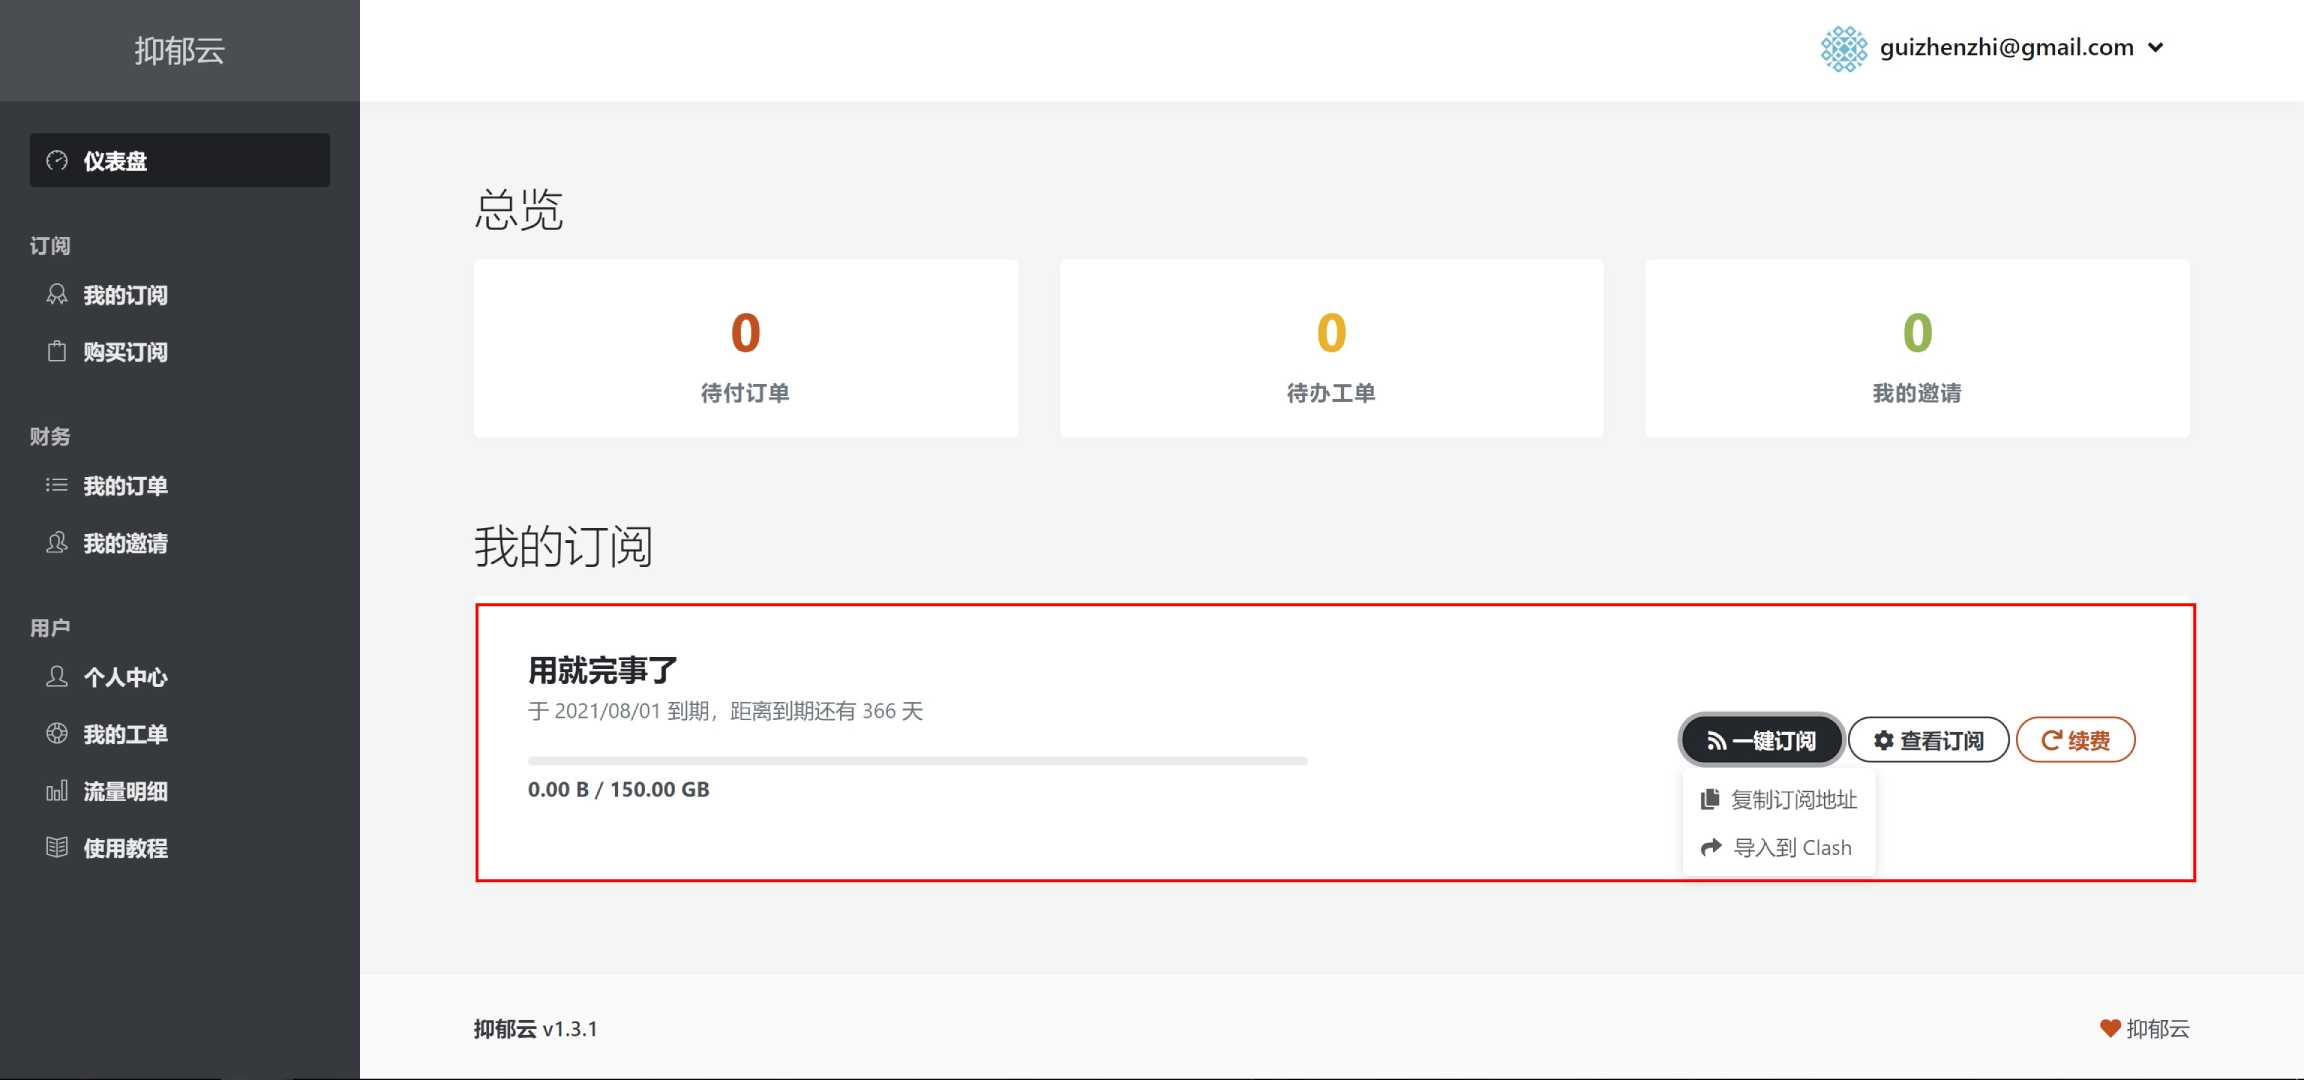 抑郁云
guizhenzhi@gmail.com
仪表盘
订阅
我的订阅
购买订阅
财务
我的订单
我的邀请
用户
个人中心
我的工单
流量明细
使用教程
总览
0
待付订单
0
待办工单
0
我的邀请
我的订阅
用就完事了
于 2021/08/01 到期，距离到期还有 366 天
0.00 B / 150.00 GB
一键订阅
查看订阅
续费
复制订阅地址
导入到 Clash
抑郁云 v1.3.1
抑郁云